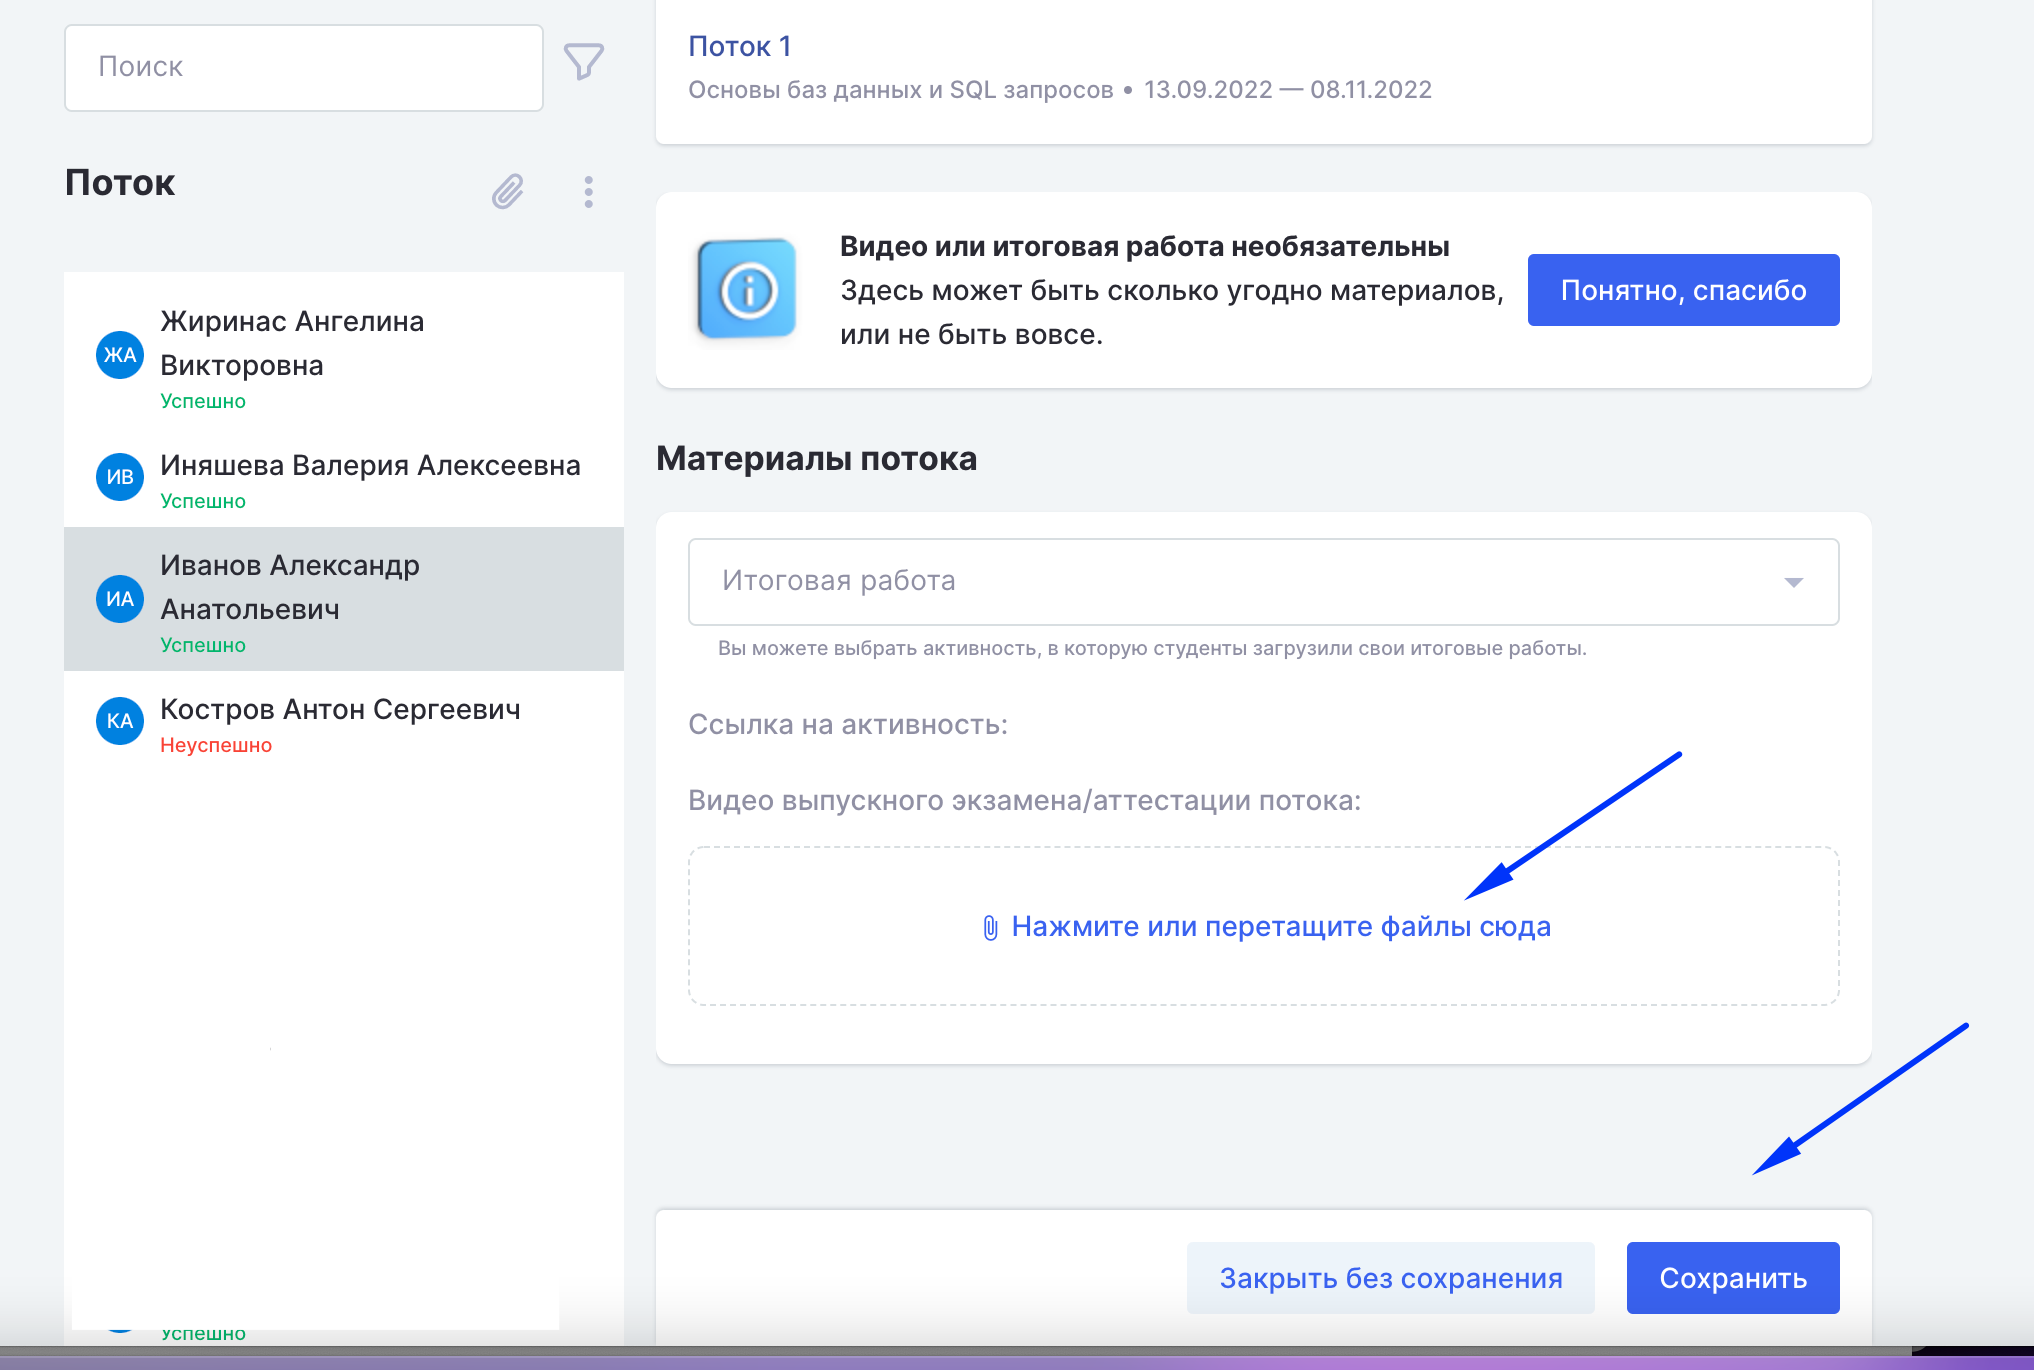 Поиск
Поток
ЖА
Жиринас Ангелина
Викторовна
Успешно
ИВ
Иняшева Валерия Алексеевна
Успешно
ИА
Иванов Александр
Анатольевич
Успешно
КА
Костров Антон Сергеевич
Неуспешно
Успешно
Поток 1
Основы баз данных и SQL запросов • 13.09.2022 — 08.11.2022
Видео или итоговая работа необязательны
Здесь может быть сколько угодно материалов,
или не быть вовсе.
Понятно, спасибо
Материалы потока
Итоговая работа
Вы можете выбрать активность, в которую студенты загрузили свои итоговые работы.
Ссылка на активность:
Видео выпускного экзамена/аттестации потока:
Нажмите или перетащите файлы сюда
Закрыть без сохранения
Сохранить